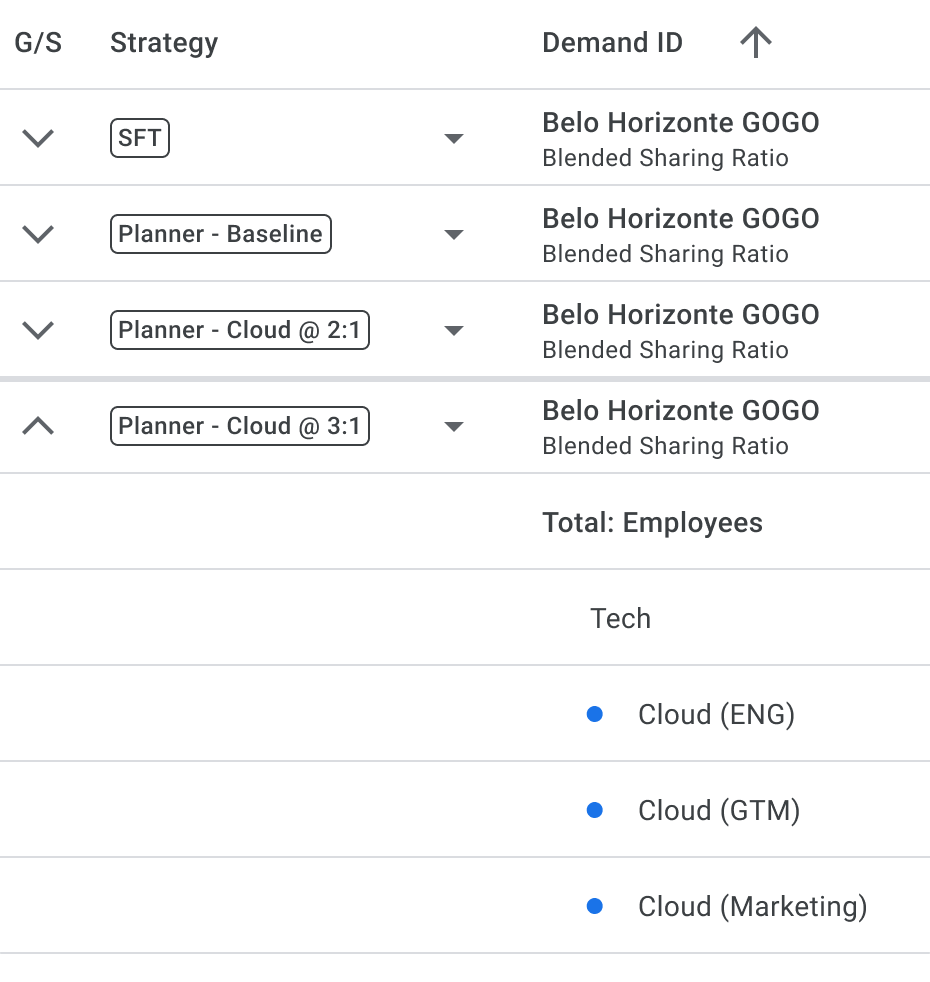 G/S Strategy Demand ID
SFT Belo Horizonte GOGO
Blended Sharing Ratio
Planner - Baseline Belo Horizonte GOGO
Blended Sharing Ratio
Planner - Cloud @ 2:1 Belo Horizonte GOGO
Blended Sharing Ratio
Planner - Cloud @ 3:1 Belo Horizonte GOGO
Blended Sharing Ratio
Total: Employees
Tech
Cloud (ENG)
Cloud (GTM)
Cloud (Marketing)